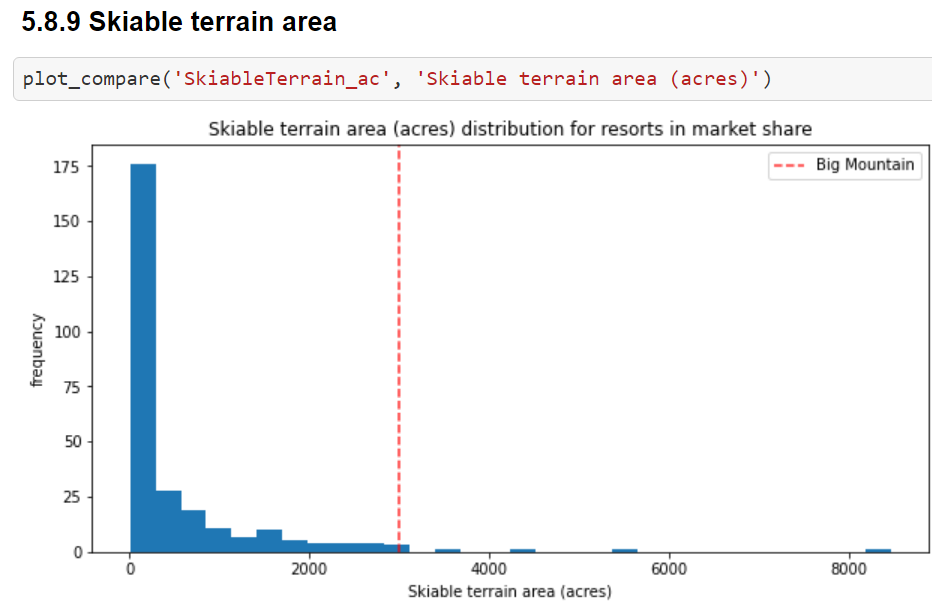 5.8.9 Skiable terrain area
plot_compare('SkiableTerrain_ac', 'Skiable terrain area (acres)')
Skiable terrain area (acres) distribution for resorts in market share
Big Mountain
175
150
125
100
75
50
25
0
frequency
0 2000 4000 6000 8000
Skiable terrain area (acres)